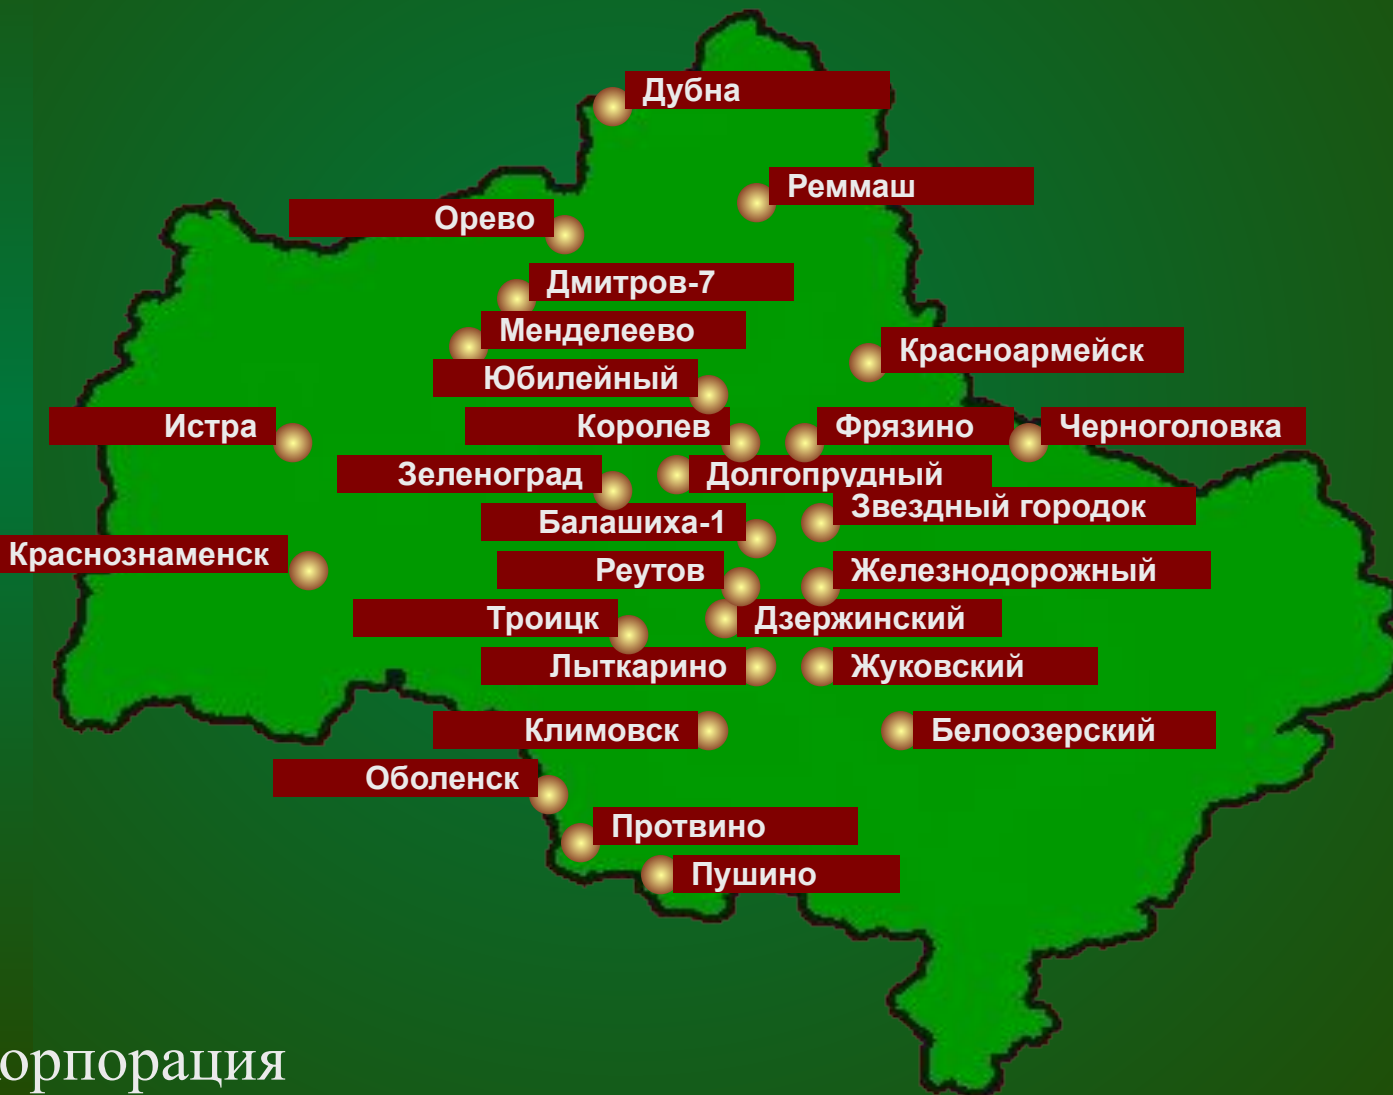 Дубна
Реммаш
Орево
Дмитров-7
Менделеево
Красноармейск
Юбилейный
Истра
Королев
Фрязино
Черноголовка
Зеленоград
Долгопрудный
Звездный городок
Балашиха-1
Краснознаменск
Реутов
Железнодорожный
Троицк
Дзержинский
Лыткарино
Жуковский
Климовск
Белоозерский
Оболенск
Протвино
Пушино
орпорация